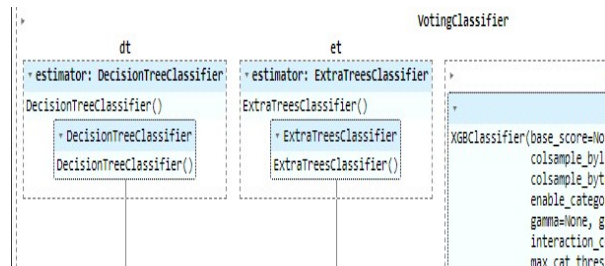 VotingClassifier
dt
et
estimator: DecisionTreeClassifier
estimator: ExtraTreesClassifier
DecisionTreeClassifier()
ExtraTreesClassifier()
DecisionTreeClassifier
ExtraTreesClassifier
DecisionTreeClassifier()
ExtraTreesClassifier()
XGBClassifier(base_score=No
colsample_byl
colsample_byt
enable_catego
gamma=None, g
interaction_c
max_cat_thres